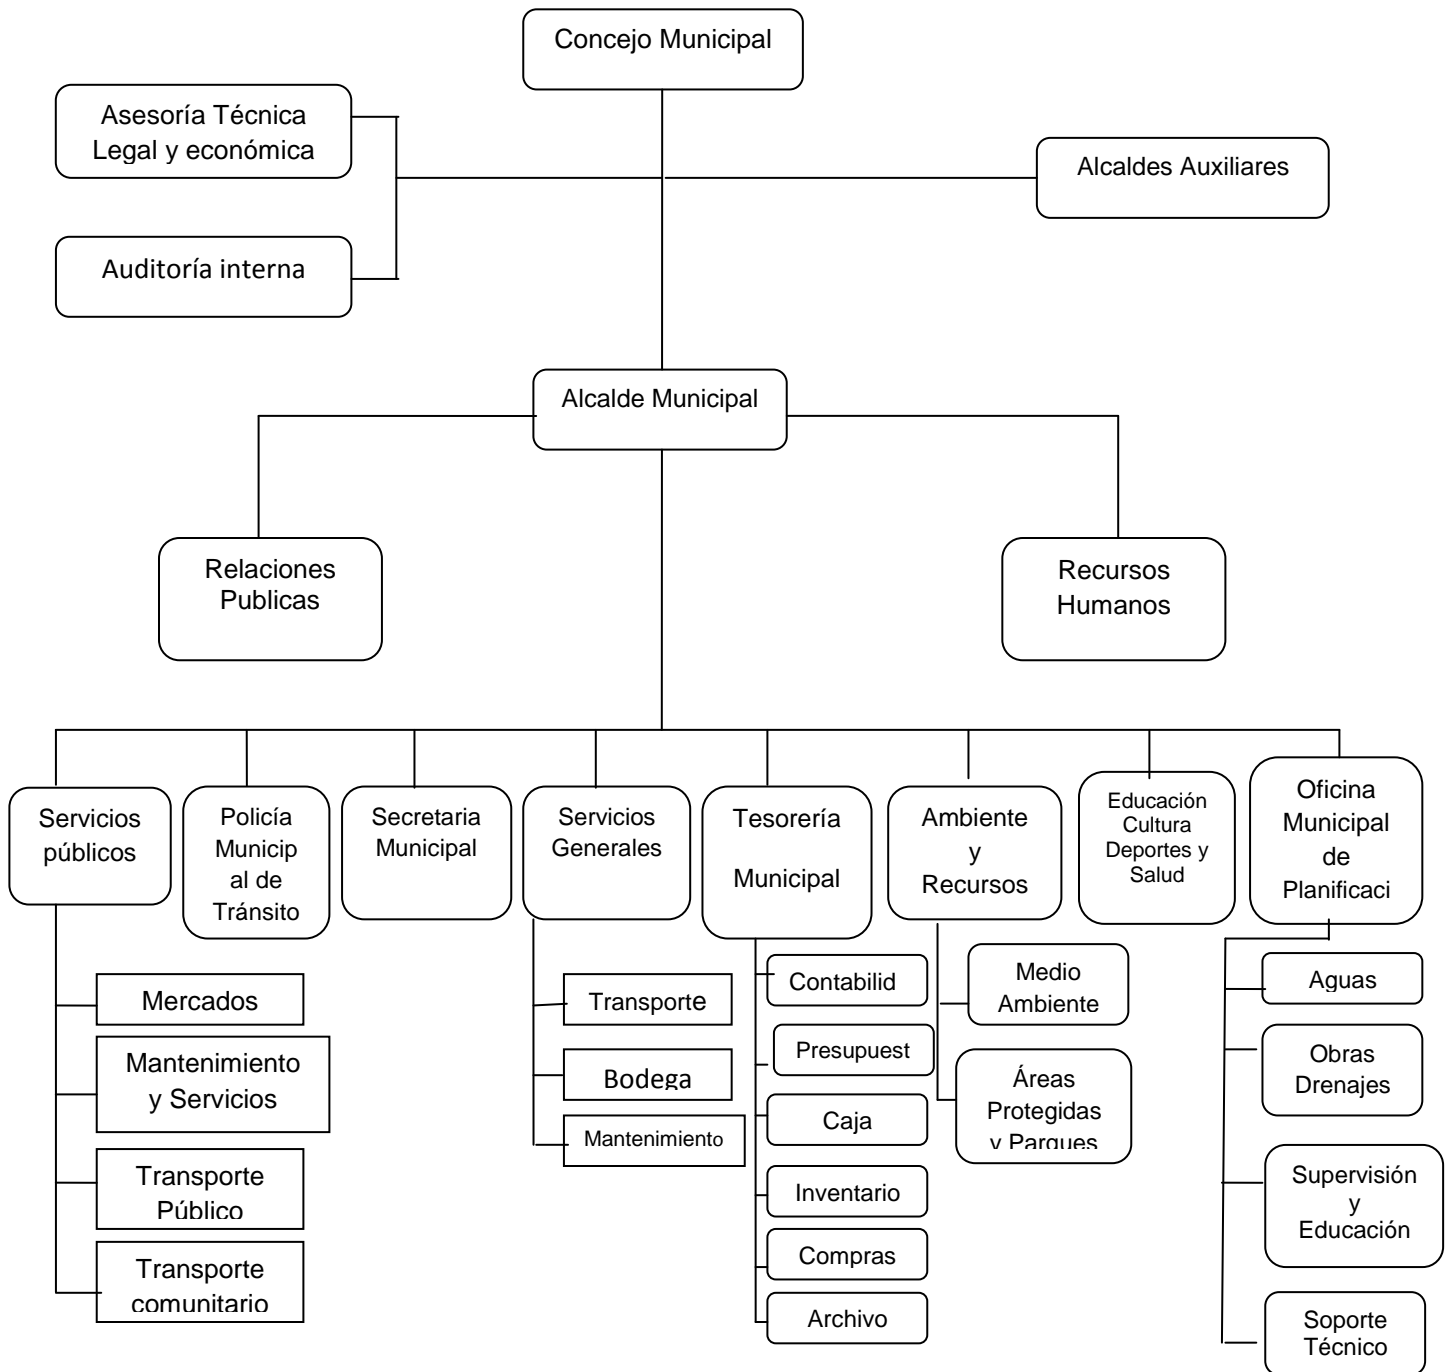 Concejo Municipal
Asesoría Técnica
Legal y económica
Alcaldes Auxiliares
Auditoría interna
Alcalde Municipal
Relaciones
Publicas
Recursos
Humanos
Servicios
públicos
Policía
Municip
al de
Tránsito
Secretaria
Municipal
Servicios
Generales
Tesorería
Municipal
Ambiente
y
Recursos
Educación
Cultura
Deportes y
Salud
Oficina
Municipal
de
Planificaci
Mercados
Mantenimiento
y Servicios
Transporte
Público
Transporte
comunitario
Transporte
Bodega
Mantenimiento
Contabilid
Presupuest
Caja
Inventario
Compras
Archivo
Medio
Ambiente
Áreas
Protegidas
y Parques
Aguas
Obras
Drenajes
Supervisión
y
Educación
Soporte
Técnico